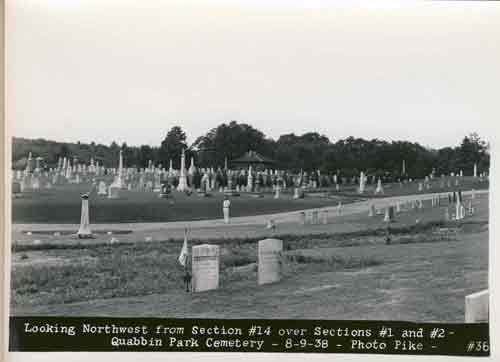 Looking Northwest from Section #14 over Sections #1 and #2-
Quabbin Park Cemetery - 8-9-38 - Photo Pike - #36